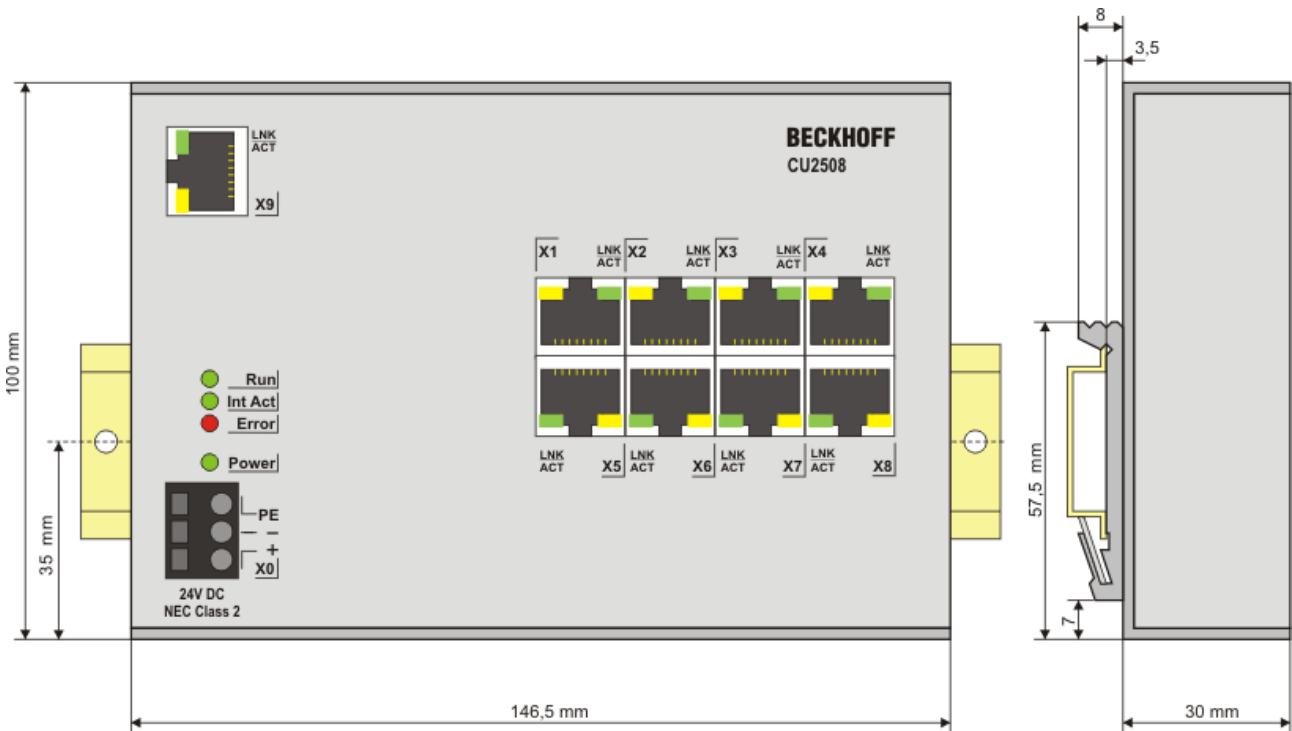 8
3,5
LNK
ACT
X9
BECKHOFF
CU2508
X1 LNK ACT X2 LNK ACT X3 LNK ACT X4 LNK ACT
100 mm
Run
Int Act
Error
Power
LNK ACT X5 LNK ACT X6 LNK ACT X7 LNK ACT X8
35 mm
57,5 mm
PE
–
+
X0
24V DC
NEC Class 2
7
146,5 mm
30 mm